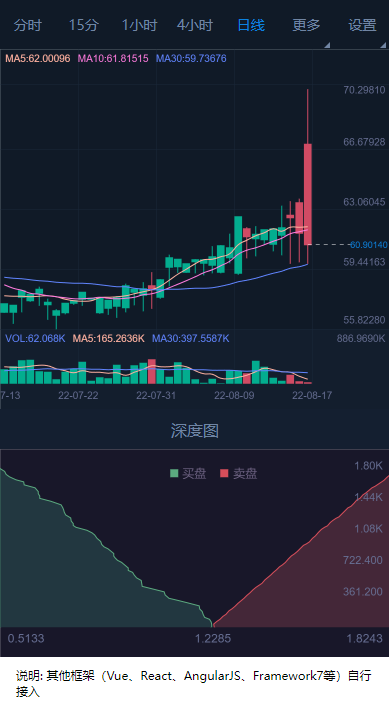 分时 15分 1小时 4小时 日线 更多 设置
MA5:62.00096 MA10:61.81515 MA30:59.73676
70.29810
66.67928
63.06045
60.90140
59.44163
55.82280
VOL:62.068K MA5:165.2636K MA30:397.5587K 886.9690K
7-13 22-07-22 22-07-31 22-08-09 22-08-17
深度图
买盘 卖盘
1.80K
1.44K
1.08K
722.400
361.200
0.5133 1.2285 1.8243
说明: 其他框架（Vue、React、AngularJS、Framework7等）自行
接入